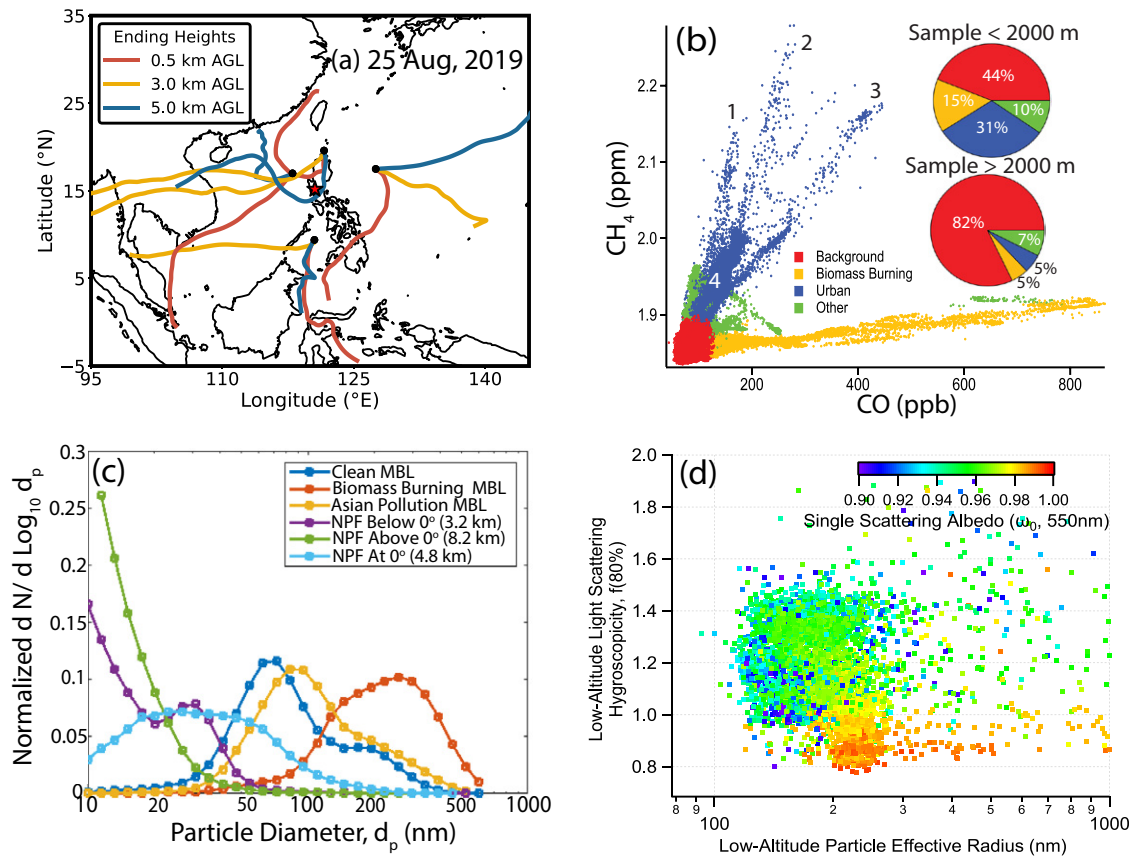 (a) 25 Aug, 2019
Ending Heights
0.5 km AGL
3.0 km AGL
5.0 km AGL
35
25
15
5
−5
Latitude (°N)
95
110
125
140
Longitude (°E)
(b)
CH4 (ppm)
2.2
2.1
2.0
1.9
1
2
3
4
Background
Biomass Burning
Urban
Other
Sample < 2000 m
44%
15%
10%
31%
Sample > 2000 m
82%
7%
5%
5%
200
400
600
800
CO (ppb)
(c)
Normalized d N/ d Log10 dp
0.3
0.25
0.2
0.15
0.1
0.05
0
Clean MBL
Biomass Burning MBL
Asian Pollution MBL
NPF Below 0° (3.2 km)
NPF Above 0° (8.2 km)
NPF At 0° (4.8 km)
10
20
50
100
200
500
1000
Particle Diameter, dp (nm)
(d)
Low-Altitude Light Scattering
Hygroscopicity, f(80%)
2.0
1.8
1.6
1.4
1.2
1.0
0.8
0.90 0.92 0.94 0.96 0.98 1.00
Single Scattering Albedo (ω0, 550nm)
8 9 2 3 4 5 6 7 8 9
100
1000
Low-Altitude Particle Effective Radius (nm)